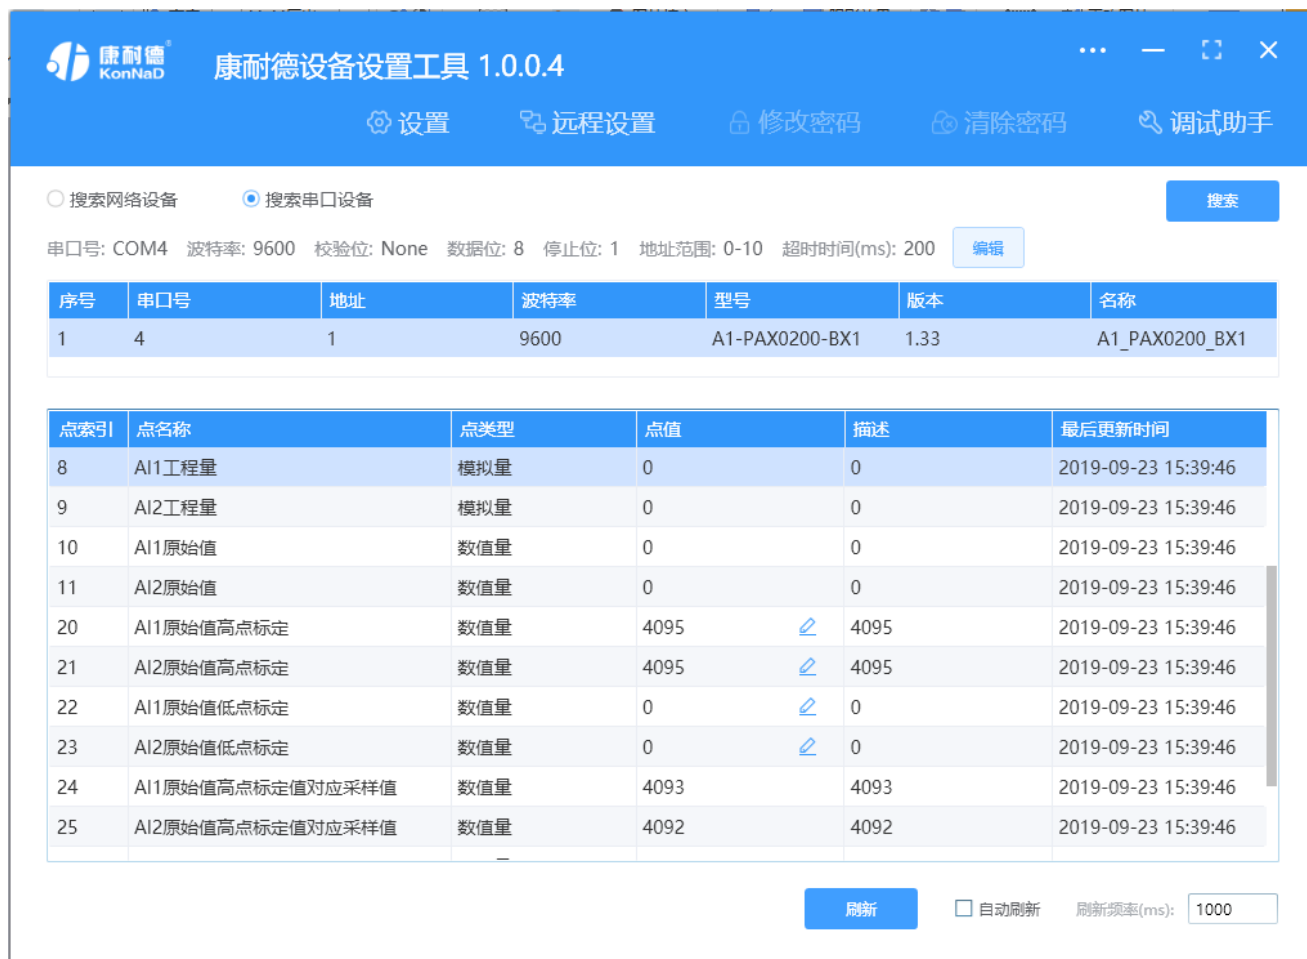 康耐德® KonNaD 康耐德设备设置工具 1.0.0.4
设置 远程设置 修改密码 清除密码 调试助手
搜索网络设备 搜索串口设备 搜索
串口号: COM4 波特率: 9600 校验位: None 数据位: 8 停止位: 1 地址范围: 0-10 超时时间(ms): 200 编辑
序号 串口号 地址 波特率 型号 版本 名称
1 4 1 9600 A1-PAX0200-BX1 1.33 A1_PAX0200_BX1
点索引 点名称 点类型 点值 描述 最后更新时间
8 AI1工程量 模拟量 0 0 2019-09-23 15:39:46
9 AI2工程量 模拟量 0 0 2019-09-23 15:39:46
10 AI1原始值 数值量 0 0 2019-09-23 15:39:46
11 AI2原始值 数值量 0 0 2019-09-23 15:39:46
20 AI1原始值高点标定 数值量 4095 4095 2019-09-23 15:39:46
21 AI2原始值高点标定 数值量 4095 4095 2019-09-23 15:39:46
22 AI1原始值低点标定 数值量 0 0 2019-09-23 15:39:46
23 AI2原始值低点标定 数值量 0 0 2019-09-23 15:39:46
24 AI1原始值高点标定值对应采样值 数值量 4093 4093 2019-09-23 15:39:46
25 AI2原始值高点标定值对应采样值 数值量 4092 4092 2019-09-23 15:39:46
刷新 自动刷新 刷新频率(ms): 1000